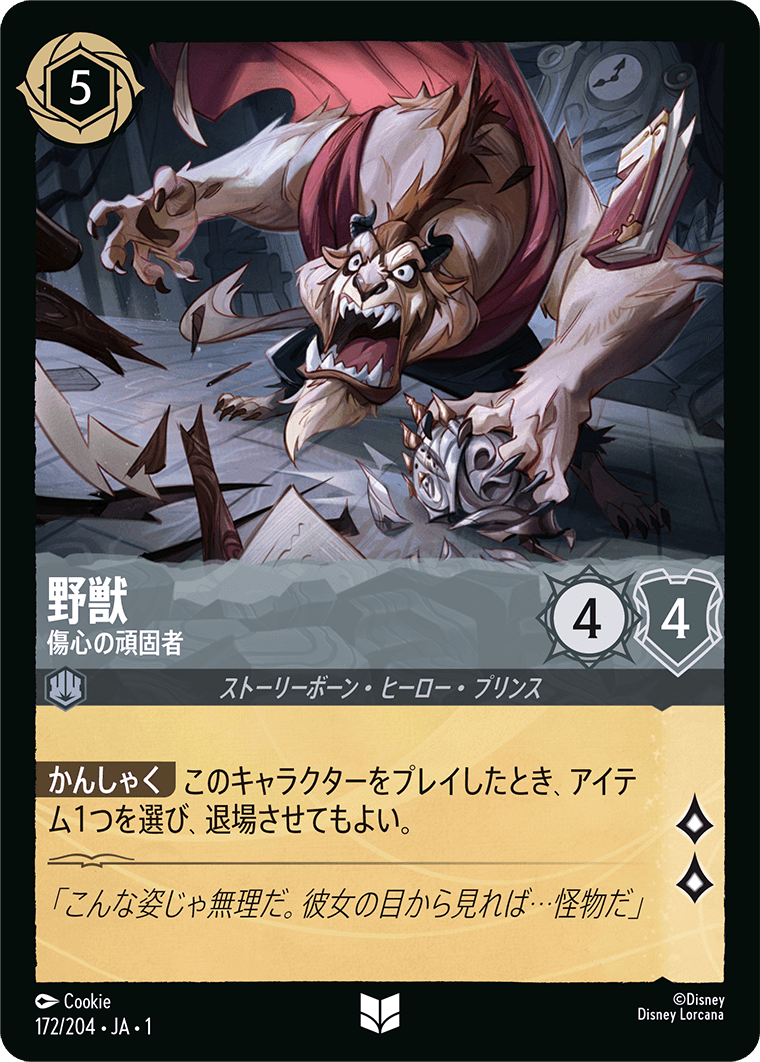 5
野獣
傷心の頑固者
4
4
ストーリーボーン・ヒーロー・プリンス
かんしゃく このキャラクターをプレイしたとき、アイテ
ム1つを選び、退場させてもよい。
「こんな姿じゃ無理だ。彼女の目から見れば…怪物だ」
Cookie
172/204・JA・1
©Disney
Disney Lorcana